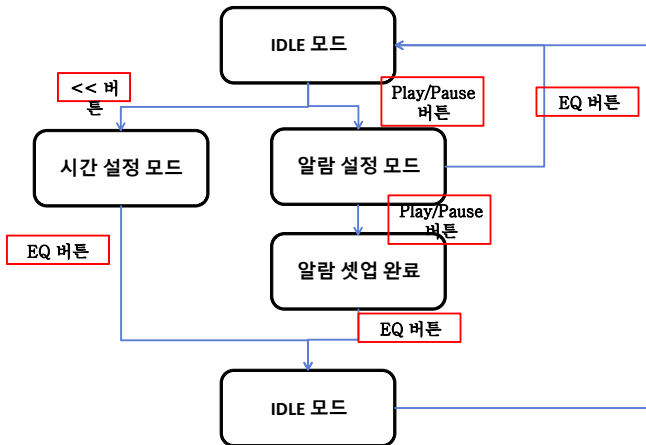 IDLE 모드
<< 버
튼
Play/Pause
버튼
EQ 버튼
시간 설정 모드
알람 설정 모드
Play/Pause
버튼
EQ 버튼
알람 셋업 완료
EQ 버튼
IDLE 모드